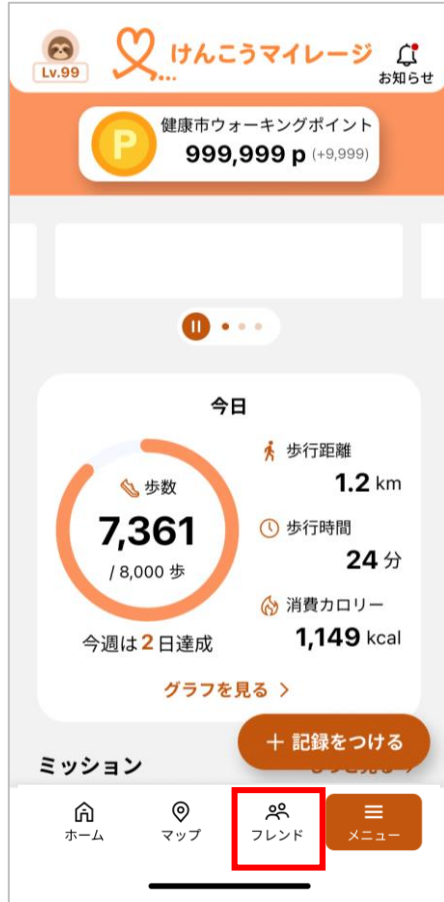 Lv.99
けんこうマイレージ
お知らせ
P
健康市ウォーキングポイント
999,999 p (+9,999)
今日
歩数
7,361
/ 8,000 歩
今週は2日達成
歩行距離
1.2 km
歩行時間
24 分
消費カロリー
1,149 kcal
グラフを見る >
+ 記録をつける
ミッション
ホーム
マップ
フレンド
メニュー